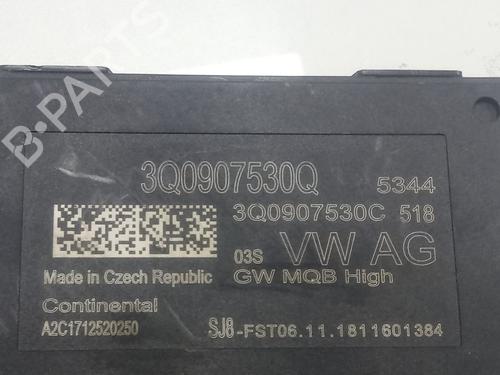 B-PARTS
3Q0907530Q 5344
3Q0907530C 518
03S VW AG
Made in Czech Republic GW MQB High
Continental
A2C1712520250 SJ8-FST06.11.1811601384